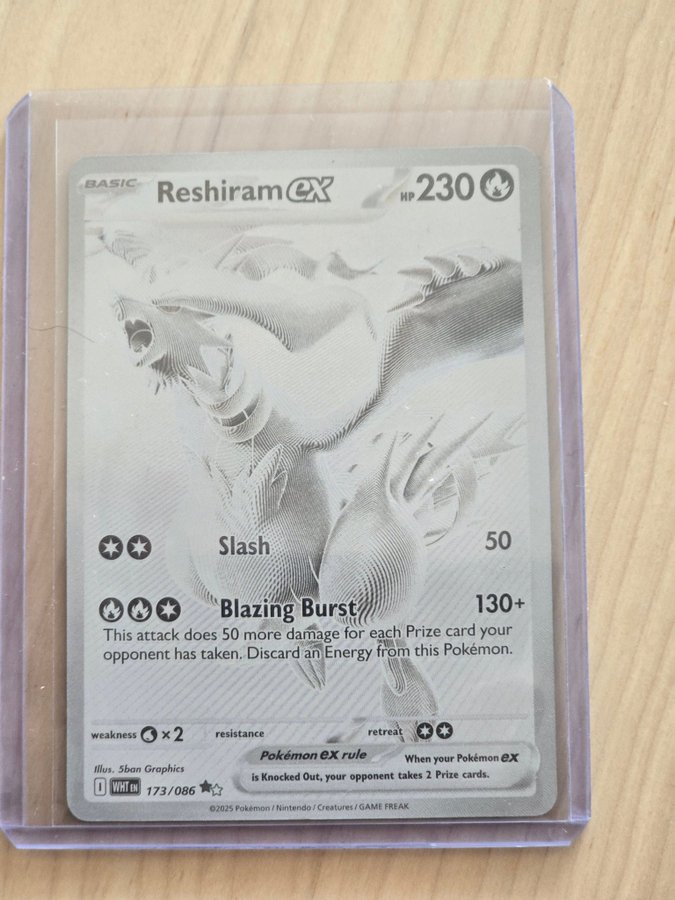 BASIC Reshiram ex HP 230
Slash 50
Blazing Burst 130+
This attack does 50 more damage for each Prize card your
opponent has taken. Discard an Energy from this Pokémon.
weakness ×2 resistance retreat
Pokémon ex rule When your Pokémon ex
is Knocked Out, your opponent takes 2 Prize cards.
Illus. 5ban Graphics
I WHT EN 173/086
©2025 Pokémon / Nintendo / Creatures / GAME FREAK